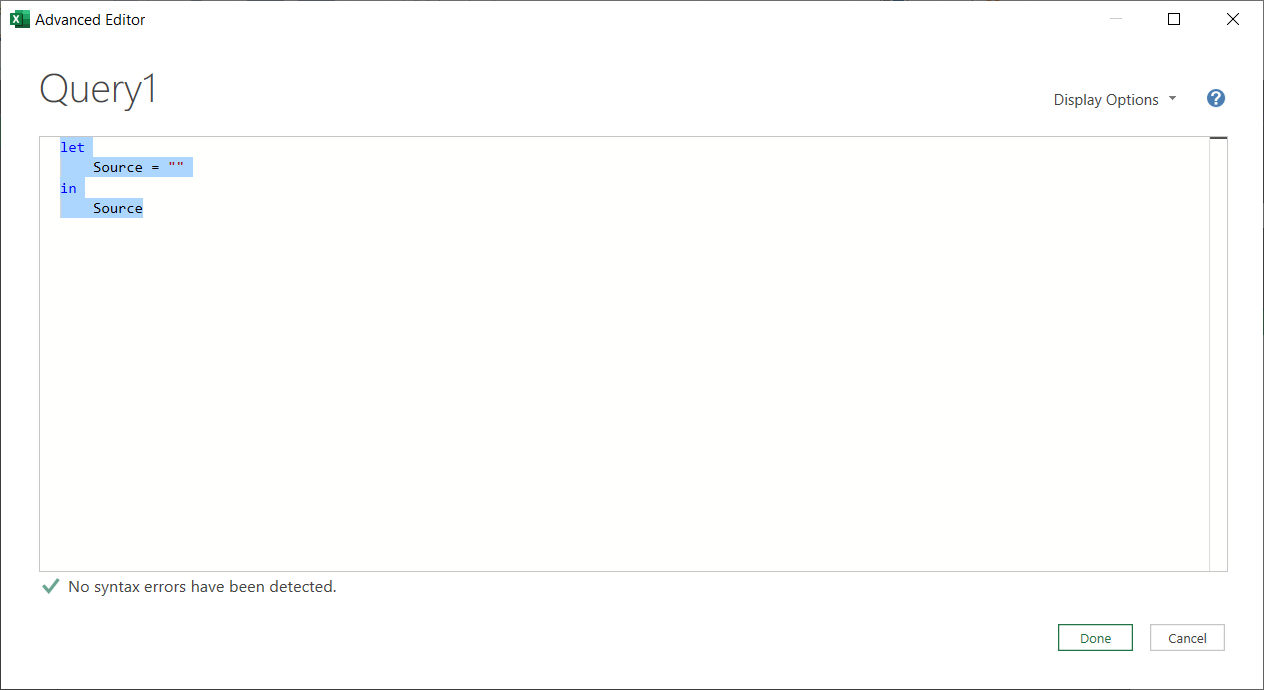 Advanced Editor
Query1
Display Options
?
let
    Source = ""
in
    Source
No syntax errors have been detected.
Done
Cancel